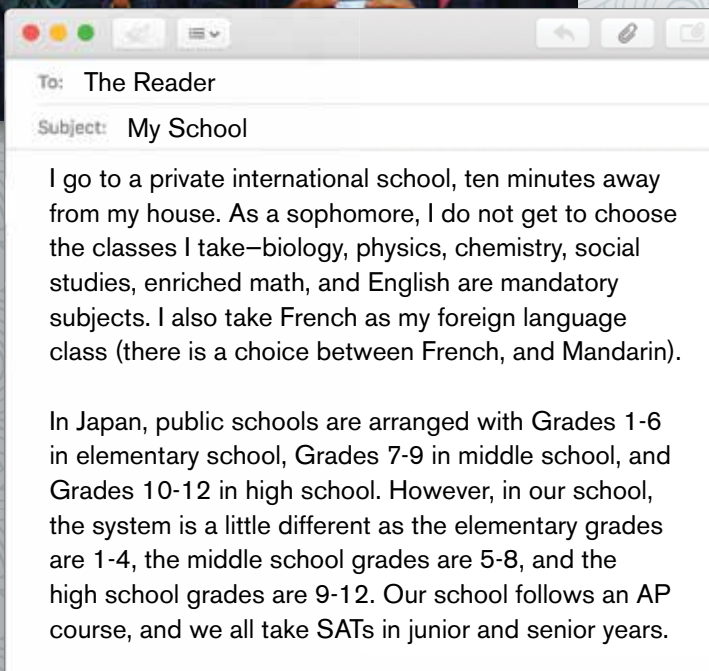 To: The Reader
Subject: My School
I go to a private international school, ten minutes away
from my house. As a sophomore, I do not get to choose
the classes I take—biology, physics, chemistry, social
studies, enriched math, and English are mandatory
subjects. I also take French as my foreign language
class (there is a choice between French, and Mandarin).
In Japan, public schools are arranged with Grades 1-6
in elementary school, Grades 7-9 in middle school, and
Grades 10-12 in high school. However, in our school,
the system is a little different as the elementary grades
are 1-4, the middle school grades are 5-8, and the
high school grades are 9-12. Our school follows an AP
course, and we all take SATs in junior and senior years.